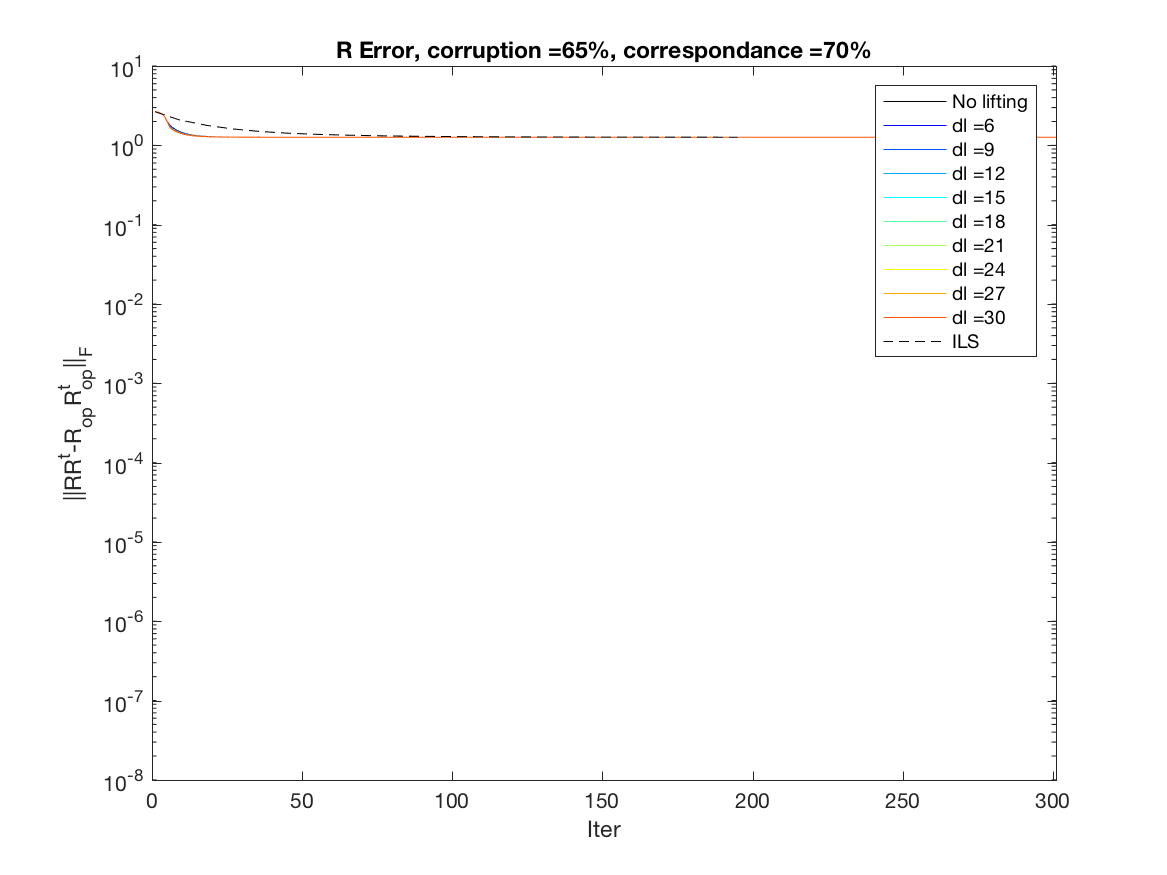 R Error, corruption =65%, correspondance =70%
10^1
10^0
10^-1
10^-2
10^-3
10^-4
10^-5
10^-6
10^-7
10^-8
||RR^t-R_op R_op^t||_F
0 50 100 150 200 250 300
Iter
No lifting
dl =6
dl =9
dl =12
dl =15
dl =18
dl =21
dl =24
dl =27
dl =30
ILS